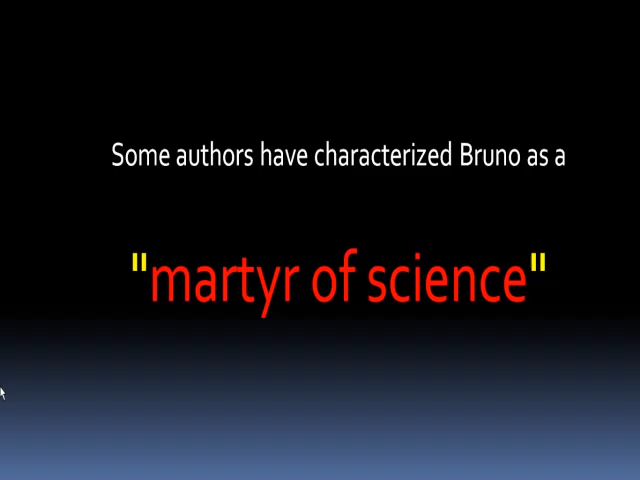 Some authors have characterized Bruno as a
"martyr of science"